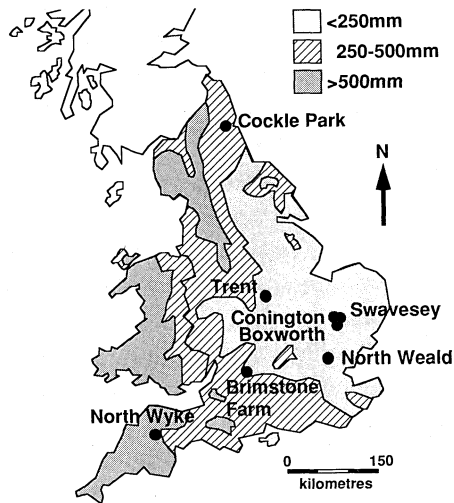 <250mm
250-500mm
>500mm
Cockle Park
N
Trent
Conington
Swavesey
Boxworth
North Weald
Brimstone
Farm
North Wyke
0 150
kilometres